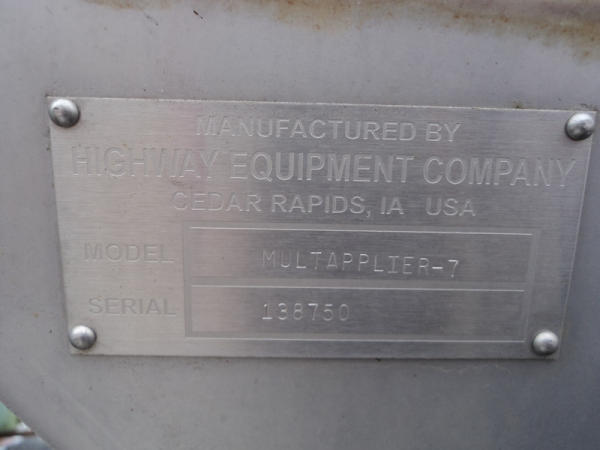 MANUFACTURED BY
HIGHWAY EQUIPMENT COMPANY
CEDAR RAPIDS, IA USA
MODEL MULTAPPLIER-7
SERIAL 138750